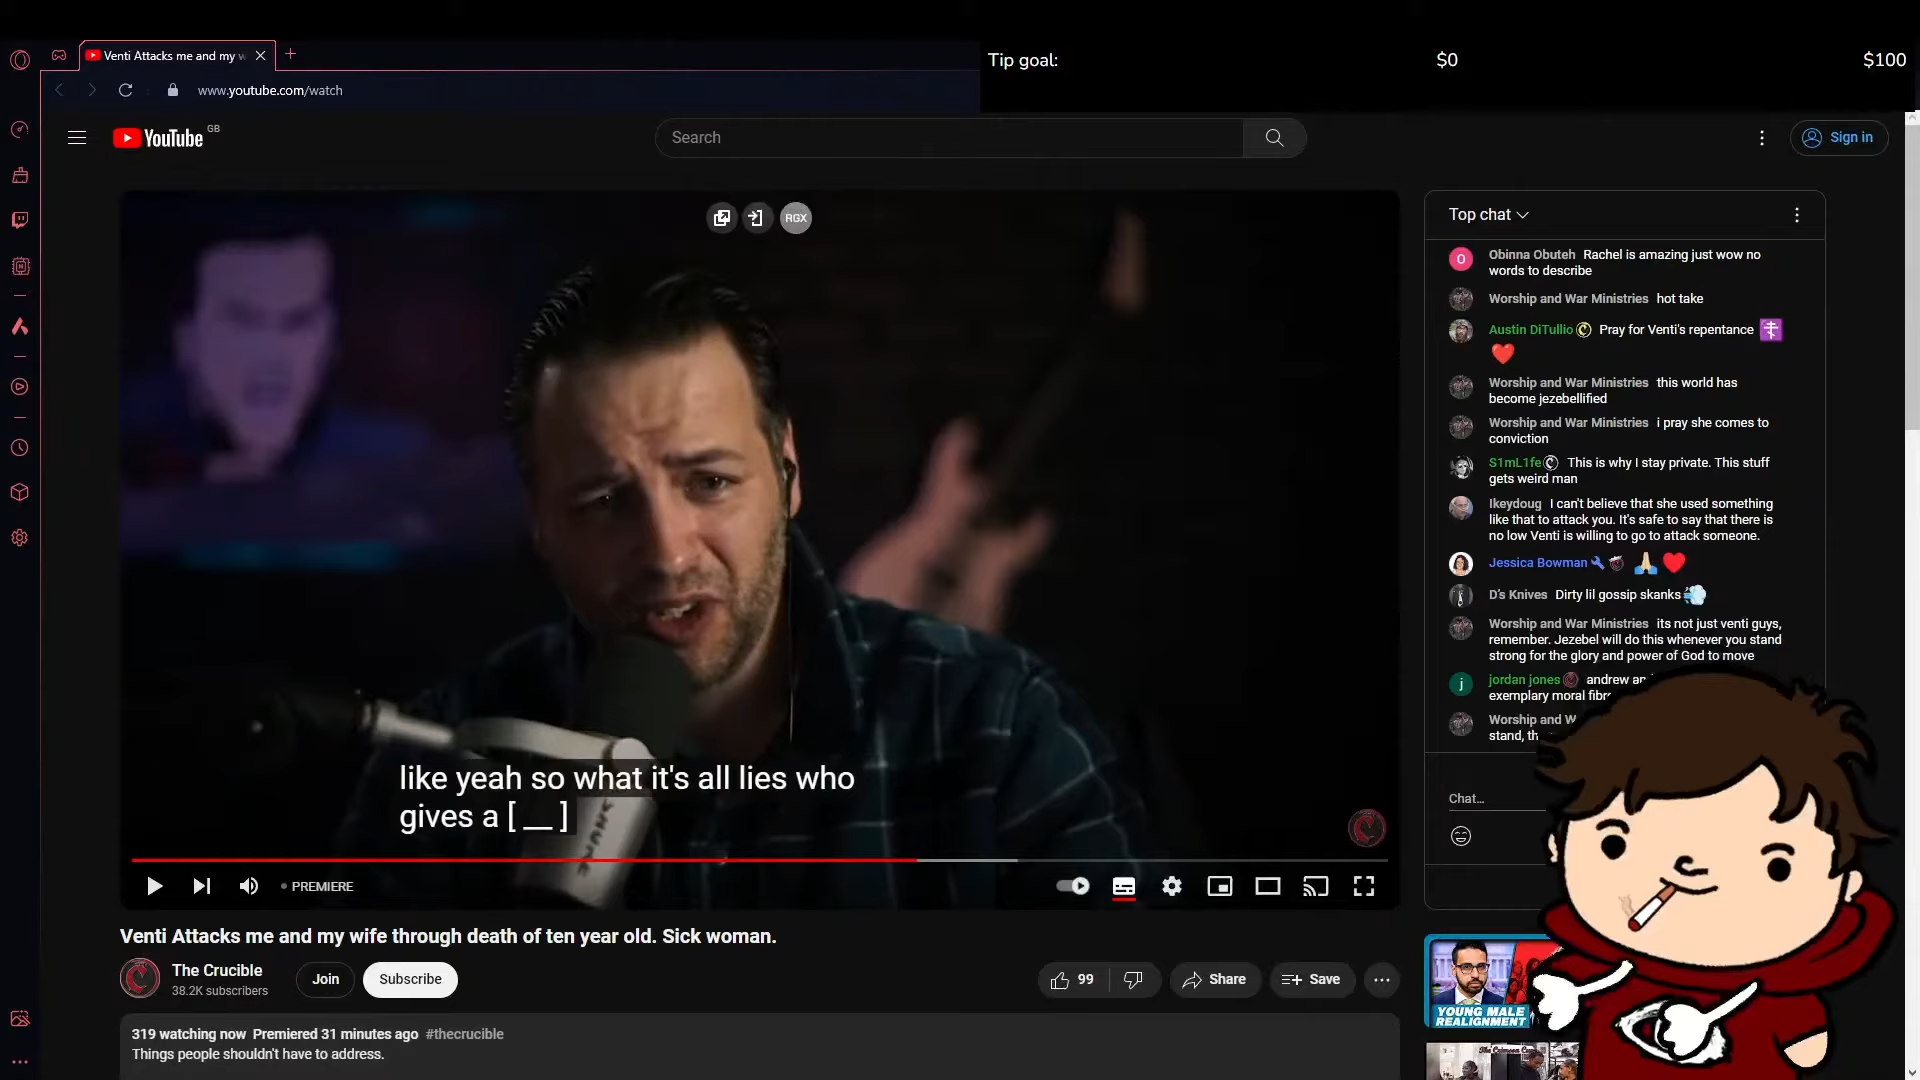 Venti Attacks me and my w
Tip goal:
$0
$100
www.youtube.com/watch
YouTube GB
Search
Sign in
RGX
Top chat
Obinna Obuteh Rachel is amazing just wow no
words to describe
Worship and War Ministries hot take
Austin DiTullio Pray for Venti's repentance
Worship and War Ministries this world has
become jezebellified
Worship and War Ministries i pray she comes to
conviction
S1mL1fe This is why I stay private. This stuff
gets weird man
Ikeydoug I can't believe that she used something
like that to attack you. It's safe to say that there is
no low Venti is willing to go to attack someone.
Jessica Bowman
D's Knives Dirty lil gossip skanks
Worship and War Ministries its not just venti guys,
remember. Jezebel will do this whenever you stand
strong for the glory and power of God to move
jordan jones andrew an
exemplary moral fibre
Worship and W
stand, th
Chat...
like yeah so what it's all lies who
gives a [ __ ]
SHURE
PREMIERE
Venti Attacks me and my wife through death of ten year old. Sick woman.
The Crucible
38.2K subscribers
Join
Subscribe
99
Share
Save
319 watching now Premiered 31 minutes ago #thecrucible
Things people shouldn't have to address.
YOUNG MALE
REALIGNMENT